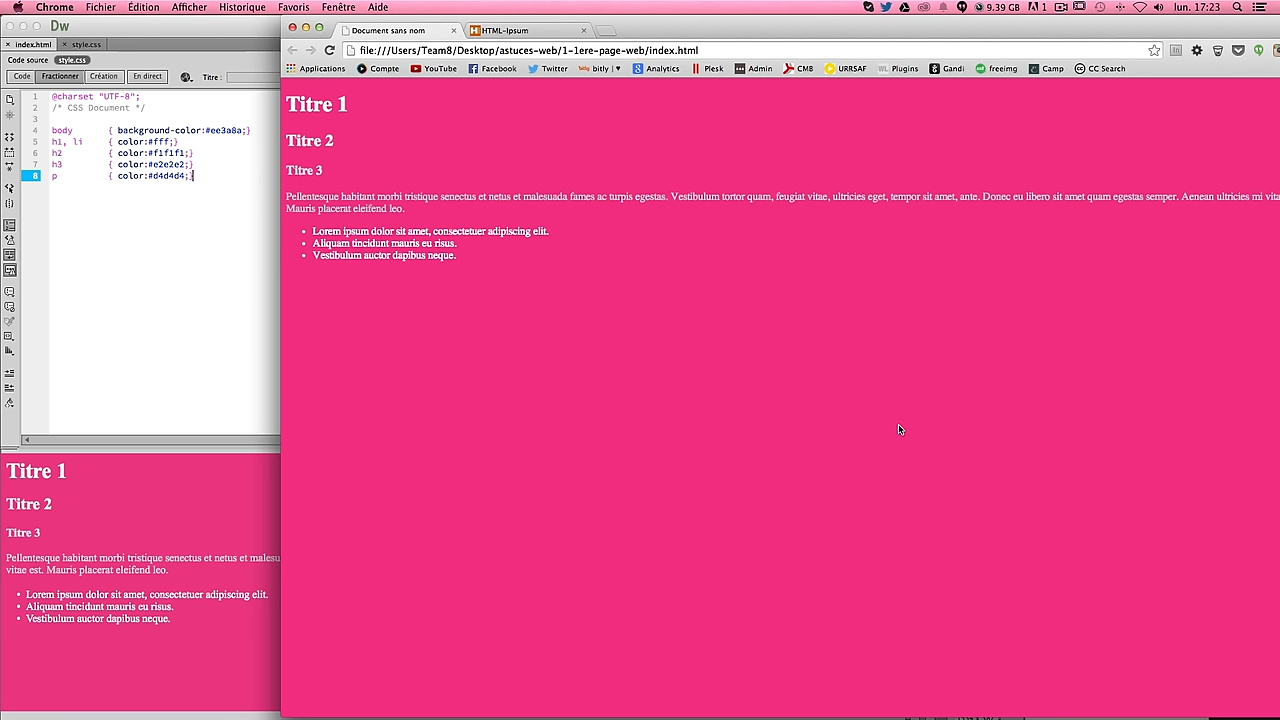 Chrome Fichier Édition Afficher Historique Favoris Fenêtre Aide 9.39 GB 1 lun. 17:23
Dw
index.html style.css
Code source style.css
Code Fractionner Création En direct Titre :
1 @charset "UTF-8";
2 /* CSS Document */
3
4 body { background-color:#ee3a8a;}
5 h1, li { color:#fff;}
6 h2 { color:#f1f1f1;}
7 h3 { color:#e2e2e2;}
8 p { color:#d4d4d4;}
Titre 1
Titre 2
Titre 3
Pellentesque habitant morbi tristique senectus et netus et malesu
vitae est. Mauris placerat eleifend leo.
• Lorem ipsum dolor sit amet, consectetuer adipiscing elit.
• Aliquam tincidunt mauris eu risus.
• Vestibulum auctor dapibus neque.
Document sans nom HTML-Ipsum
file:///Users/Team8/Desktop/astuces-web/1-1ere-page-web/index.html
Applications Compte YouTube Facebook Twitter bitly | ♥ Analytics Plesk Admin CMB URRSAF Plugins Gandi freeimg Camp CC Search
Titre 1
Titre 2
Titre 3
Pellentesque habitant morbi tristique senectus et netus et malesuada fames ac turpis egestas. Vestibulum tortor quam, feugiat vitae, ultricies eget, tempor sit amet, ante. Donec eu libero sit amet quam egestas semper. Aenean ultricies mi vita
Mauris placerat eleifend leo.
• Lorem ipsum dolor sit amet, consectetuer adipiscing elit.
• Aliquam tincidunt mauris eu risus.
• Vestibulum auctor dapibus neque.